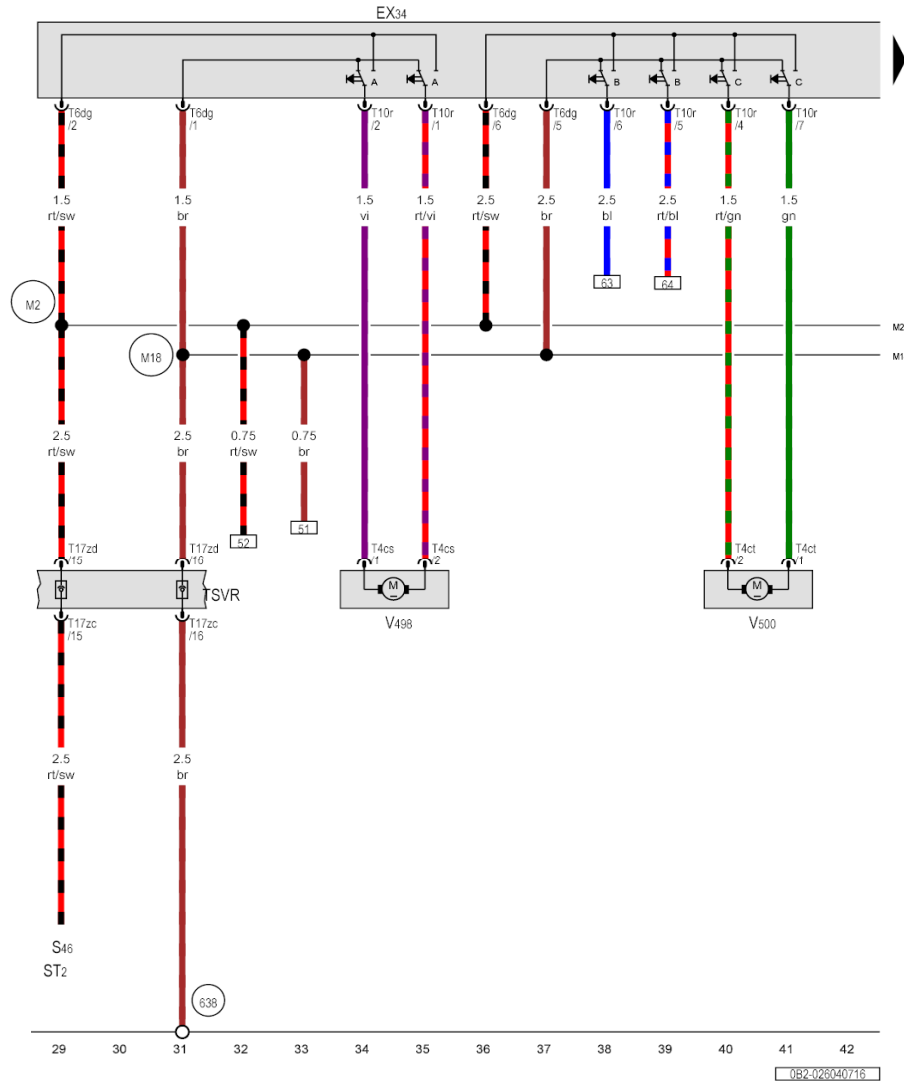 EX34
A A B B C C
T6dg /2 T6dg /1 T10r /2 T10r /1 T6dg /6 T6dg /5 T10r /6 T10r /5 T10r /4 T10r /7
1.5 1.5 1.5 1.5 2.5 2.5 2.5 2.5 1.5 1.5
rt/sw br vi rt/vi rt/sw br bl rt/bl rt/gn gn
63 64
M2
M2
M18
M1
2.5 2.5 0.75 0.75
rt/sw br rt/sw br
52 51
T17zd /15 T17zd /16 T4cs /1 T4cs /2 T4ct /2 T4ct /1
M M
TSVR
T17zc /15 T17zc /16 V498 V500
2.5 2.5
rt/sw br
S46
ST2
638
29 30 31 32 33 34 35 36 37 38 39 40 41 42
0B2-026040716